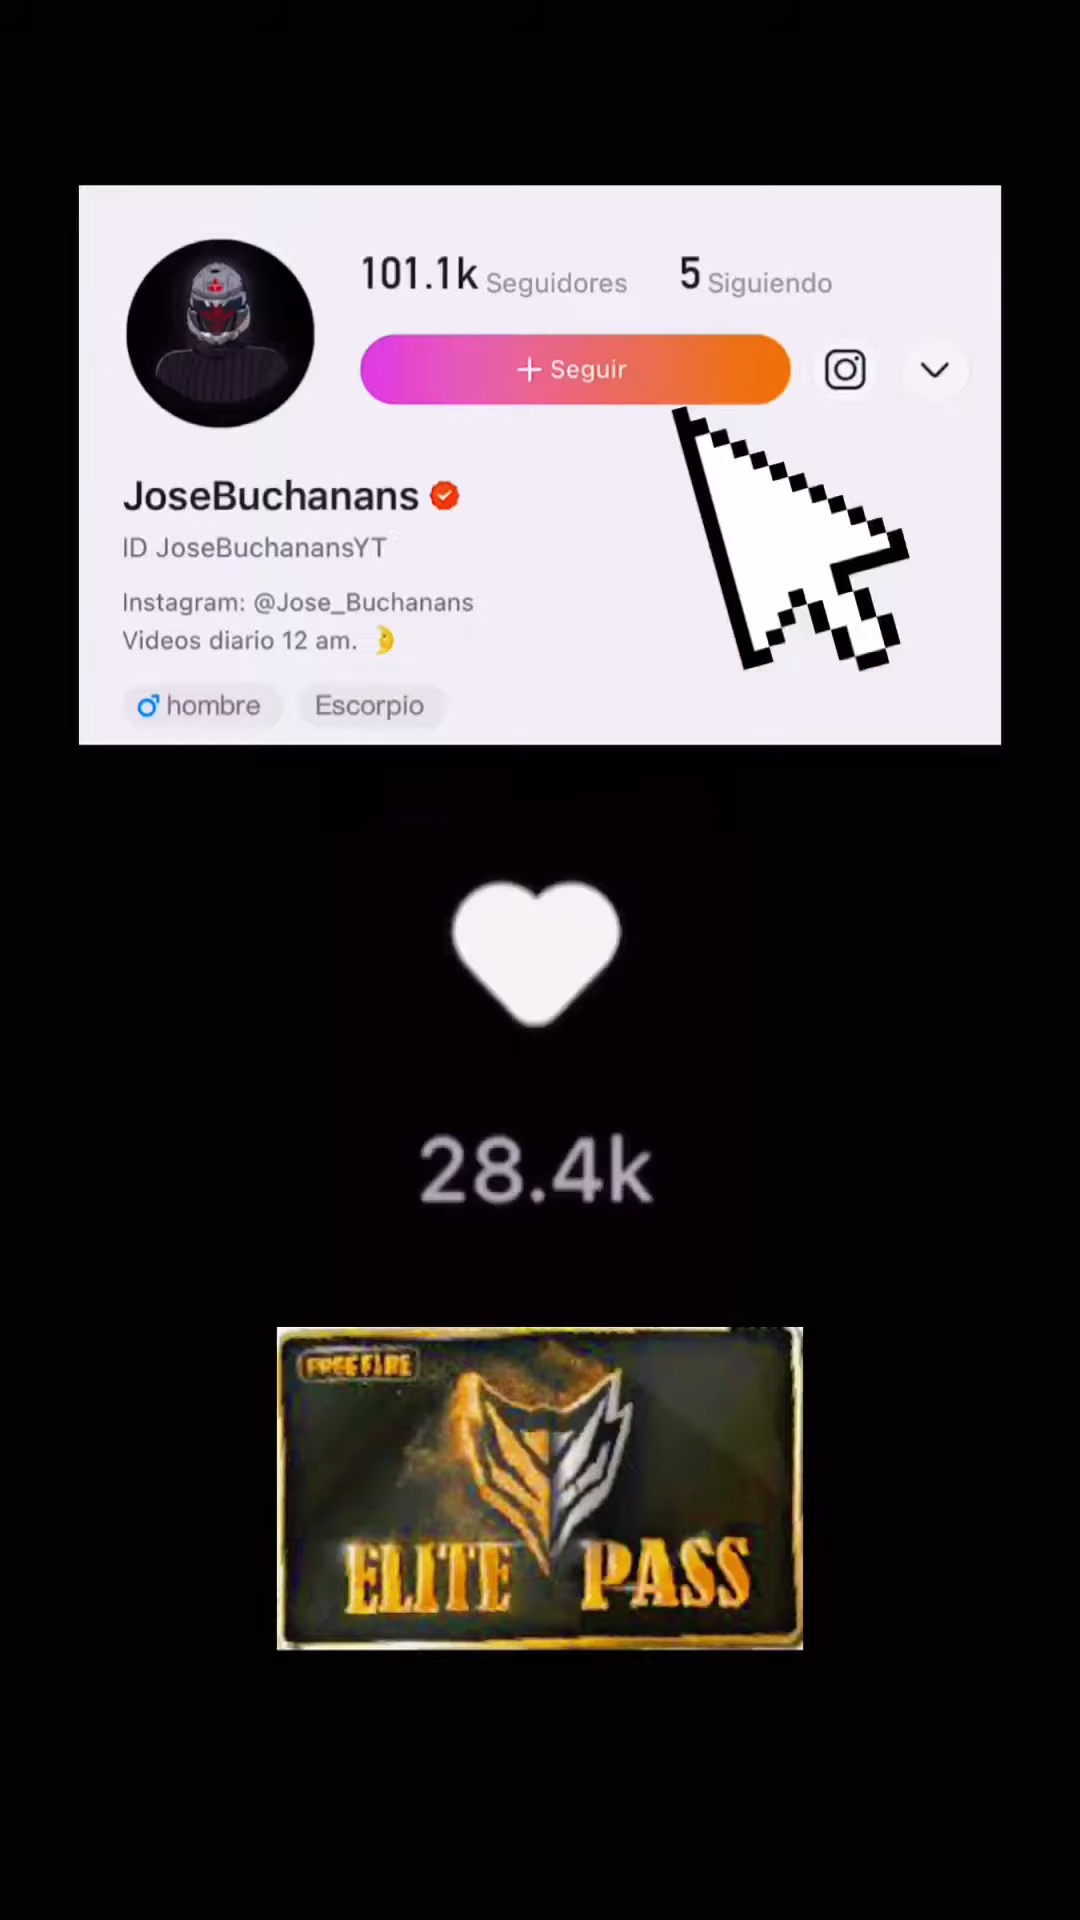 101.1k Seguidores 5 Siguiendo
+ Seguir
JoseBuchanans
ID JoseBuchanansYT
Instagram: @Jose_Buchanans
Videos diario 12 am. 🌛
hombre Escorpio
28.4k
FREE FIRE
ELITE PASS